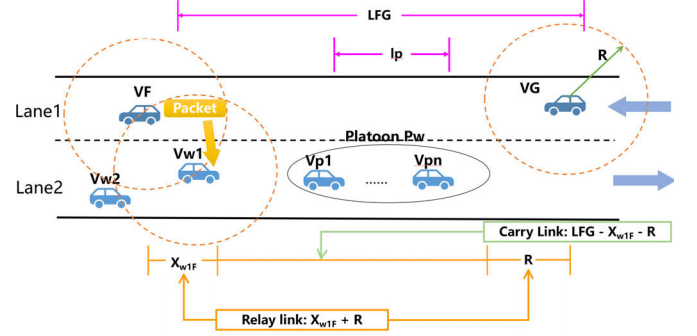 LFG
lp
R
VF
VG
Lane1
Packet
Platoon Pw
Vw1
Vp1
Vpn
......
Lane2
Vw2
Carry Link: LFG - Xw1F - R
Xw1F
R
Relay link: Xw1F + R